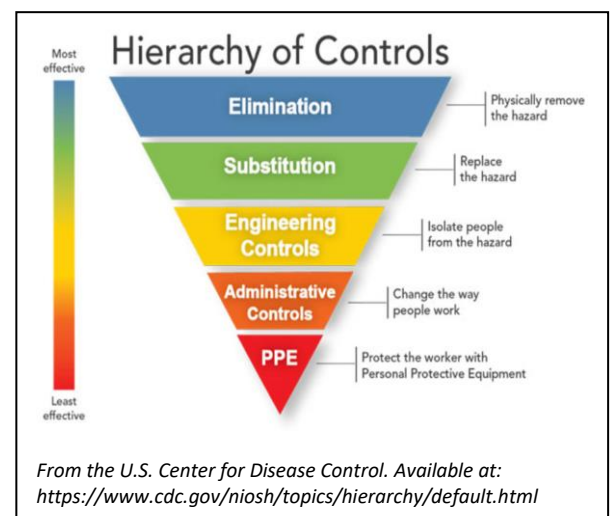 Hierarchy of Controls
Most
effective
Elimination
Physically remove
the hazard
Substitution
Replace
the hazard
Engineering
Controls
Isolate people
from the hazard
Administrative
Controls
Change the way
people work
PPE
Protect the worker with
Personal Protective Equipment
Least
effective
From the U.S. Center for Disease Control. Available at:
https://www.cdc.gov/niosh/topics/hierarchy/default.html